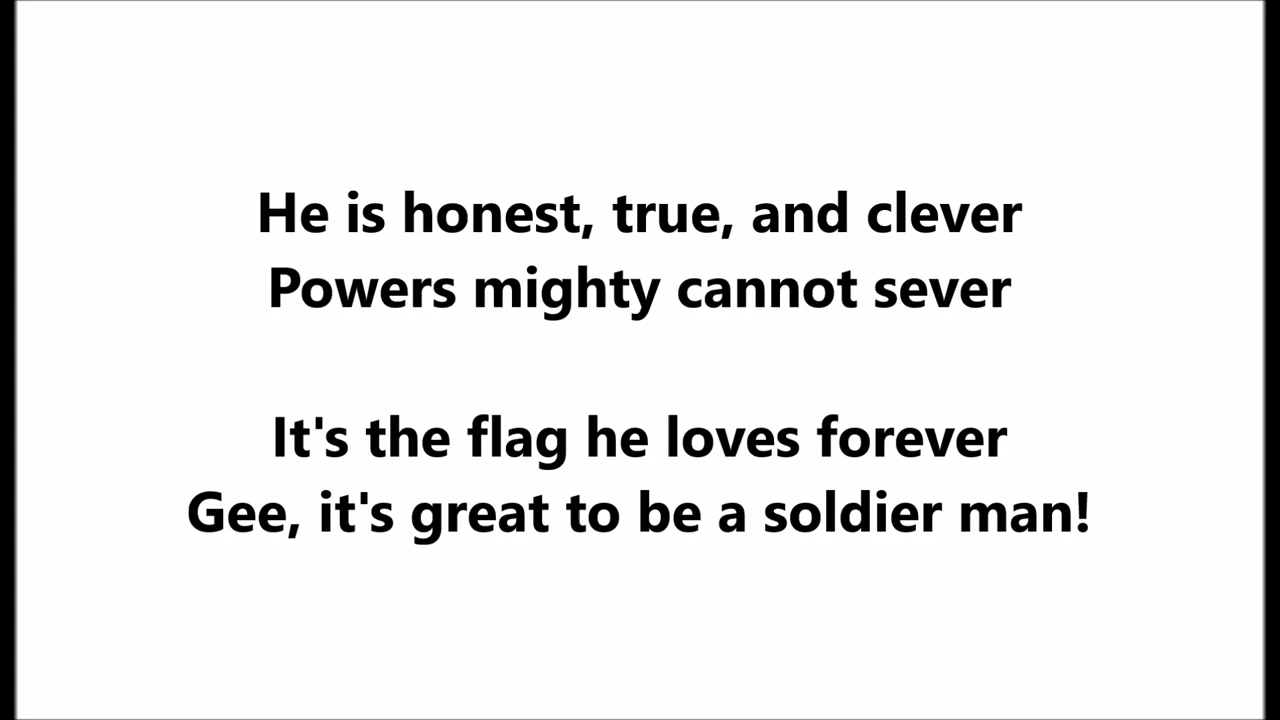 He is honest, true, and clever
Powers mighty cannot sever
It's the flag he loves forever
Gee, it's great to be a soldier man!